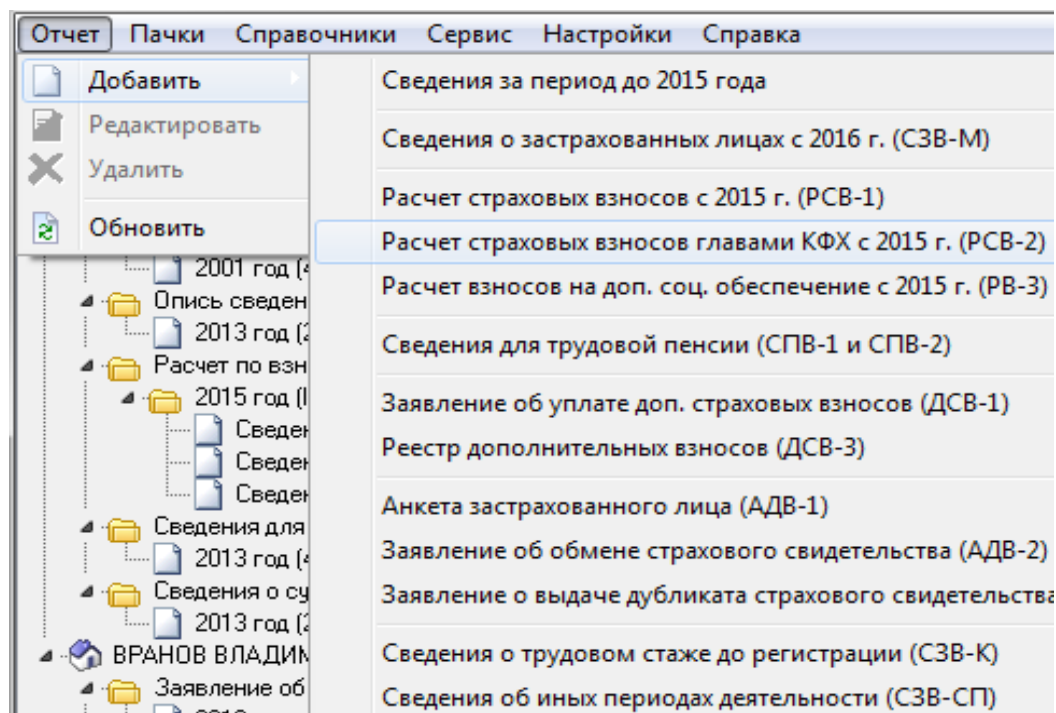 Отчет Пачки Справочники Сервис Настройки Справка
Добавить
Редактировать
Удалить
Обновить
Сведения за период до 2015 года
Сведения о застрахованных лицах с 2016 г. (СЗВ-М)
Расчет страховых взносов с 2015 г. (РСВ-1)
Расчет страховых взносов главами КФХ с 2015 г. (РСВ-2)
Расчет взносов на доп. соц. обеспечение с 2015 г. (РВ-3)
Сведения для трудовой пенсии (СПВ-1 и СПВ-2)
Заявление об уплате доп. страховых взносов (ДСВ-1)
Реестр дополнительных взносов (ДСВ-3)
Анкета застрахованного лица (АДВ-1)
Заявление об обмене страхового свидетельства (АДВ-2)
Заявление о выдаче дубликата страхового свидетельства
Сведения о трудовом стаже до регистрации (СЗВ-К)
Сведения об иных периодах деятельности (СЗВ-СП)
2001 год (4
Опись сведен
2013 год (2
Расчет по взн
2015 год (I
Сведен
Сведен
Сведен
Сведения для
2013 год (4
Сведения о су
2013 год (2
ВРАНОВ ВЛАДИМ
Заявление об